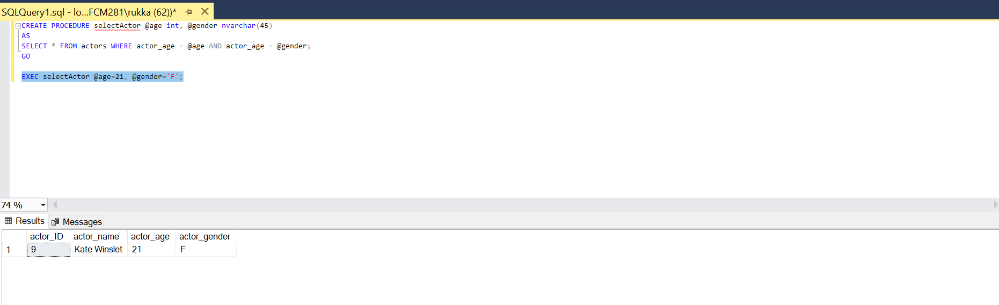 SQLQuery1.sql - lo...FCM281\rukka (62))*
CREATE PROCEDURE selectActor @age int, @gender nvarchar(45)
AS
SELECT * FROM actors WHERE actor_age = @age AND actor_age = @gender;
GO
EXEC selectActor @age=21, @gender='F';
74 %
Results Messages
actor_ID actor_name actor_age actor_gender
1 9 Kate Winslet 21 F